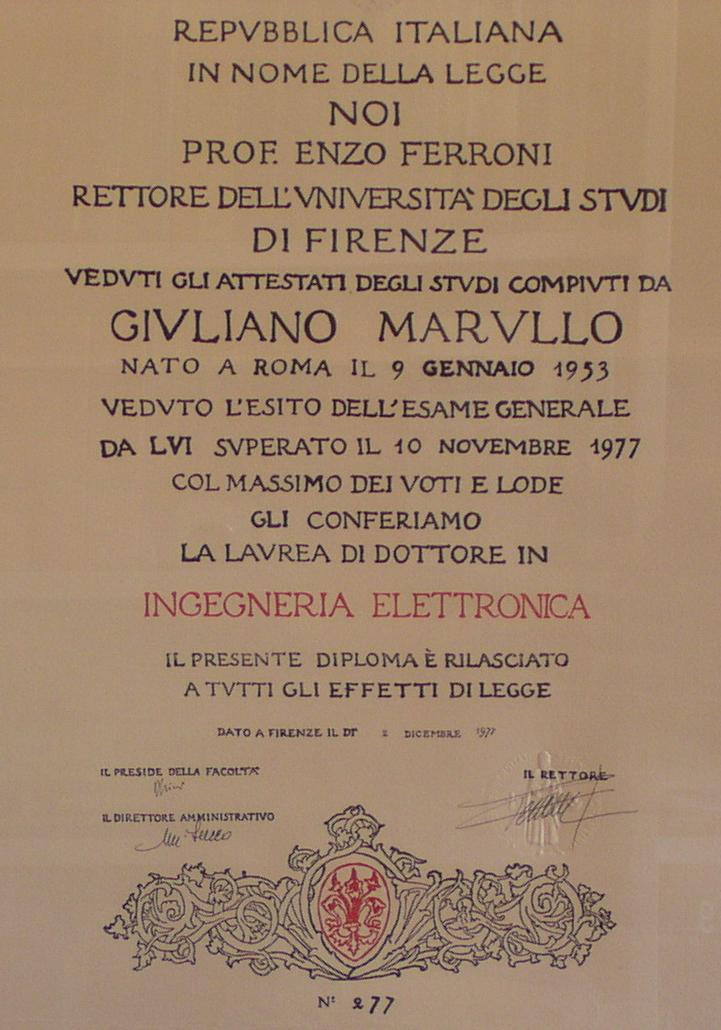 REPVBBLICA ITALIANA
IN NOME DELLA LEGGE
NOI
PROF. ENZO FERRONI
RETTORE DELL'VNIVERSITA' DEGLI STVDI
DI FIRENZE
VEDVTI GLI ATTESTATI DEGLI STVDI COMPIVTI DA
GIVLIANO MARVLLO
NATO A ROMA IL 9 GENNAIO 1953
VEDVTO L'ESITO DELL'ESAME GENERALE
DA LVI SVPERATO IL 10 NOVEMBRE 1977
COL MASSIMO DEI VOTI E LODE
GLI CONFERIAMO
LA LAVREA DI DOTTORE IN
INGEGNERIA ELETTRONICA
IL PRESENTE DIPLOMA È RILASCIATO
A TVTTI GLI EFFETTI DI LEGGE
DATO A FIRENZE IL DI' 2 DICEMBRE 1977
IL PRESIDE DELLA FACOLTA'
IL RETTORE
IL DIRETTORE AMMINISTRATIVO
N° 277